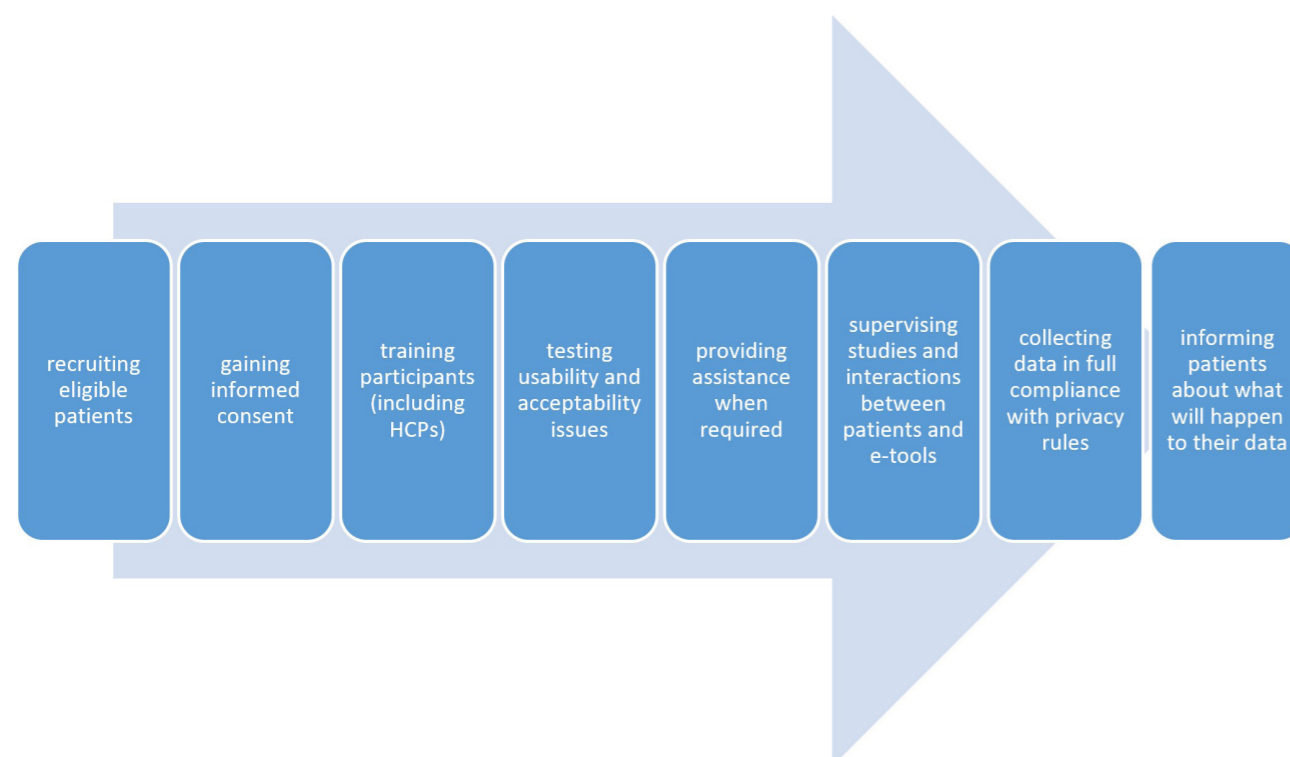 recruiting
eligible
patients
gaining
informed
consent
training
participants
(including
HCPs)
testing
usability and
acceptability
issues
providing
assistance
when
required
supervising
studies and
interactions
between
patients and
e-tools
collecting
data in full
compliance
with privacy
rules
informing
patients
about what
will happen
to their data